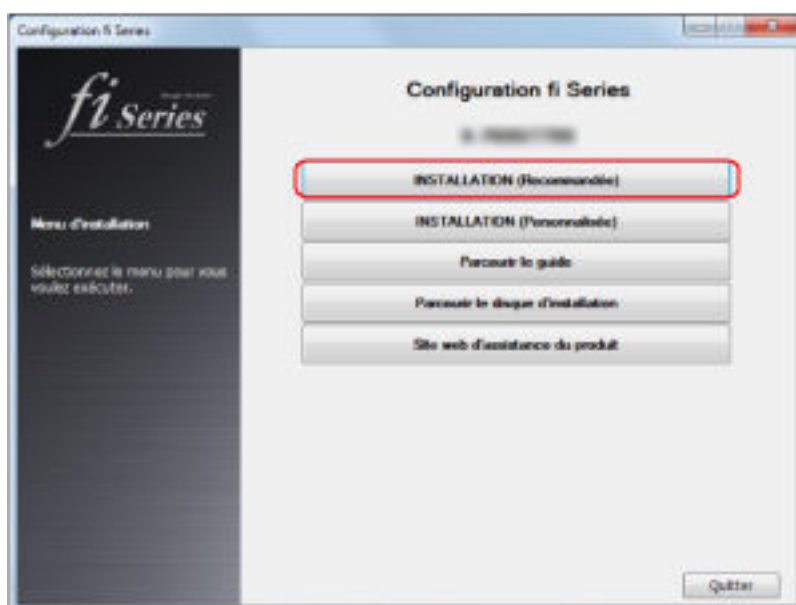 Configuration fi Series
fi Series
Configuration fi Series
INSTALLATION (Recommandée)
Menu d'installation
INSTALLATION (Personnalisée)
Sélectionnez le menu pour vous
voulez exécuter.
Parcourir le guide
Parcourir le disque d'installation
Site web d'assistance du produit
Quitter